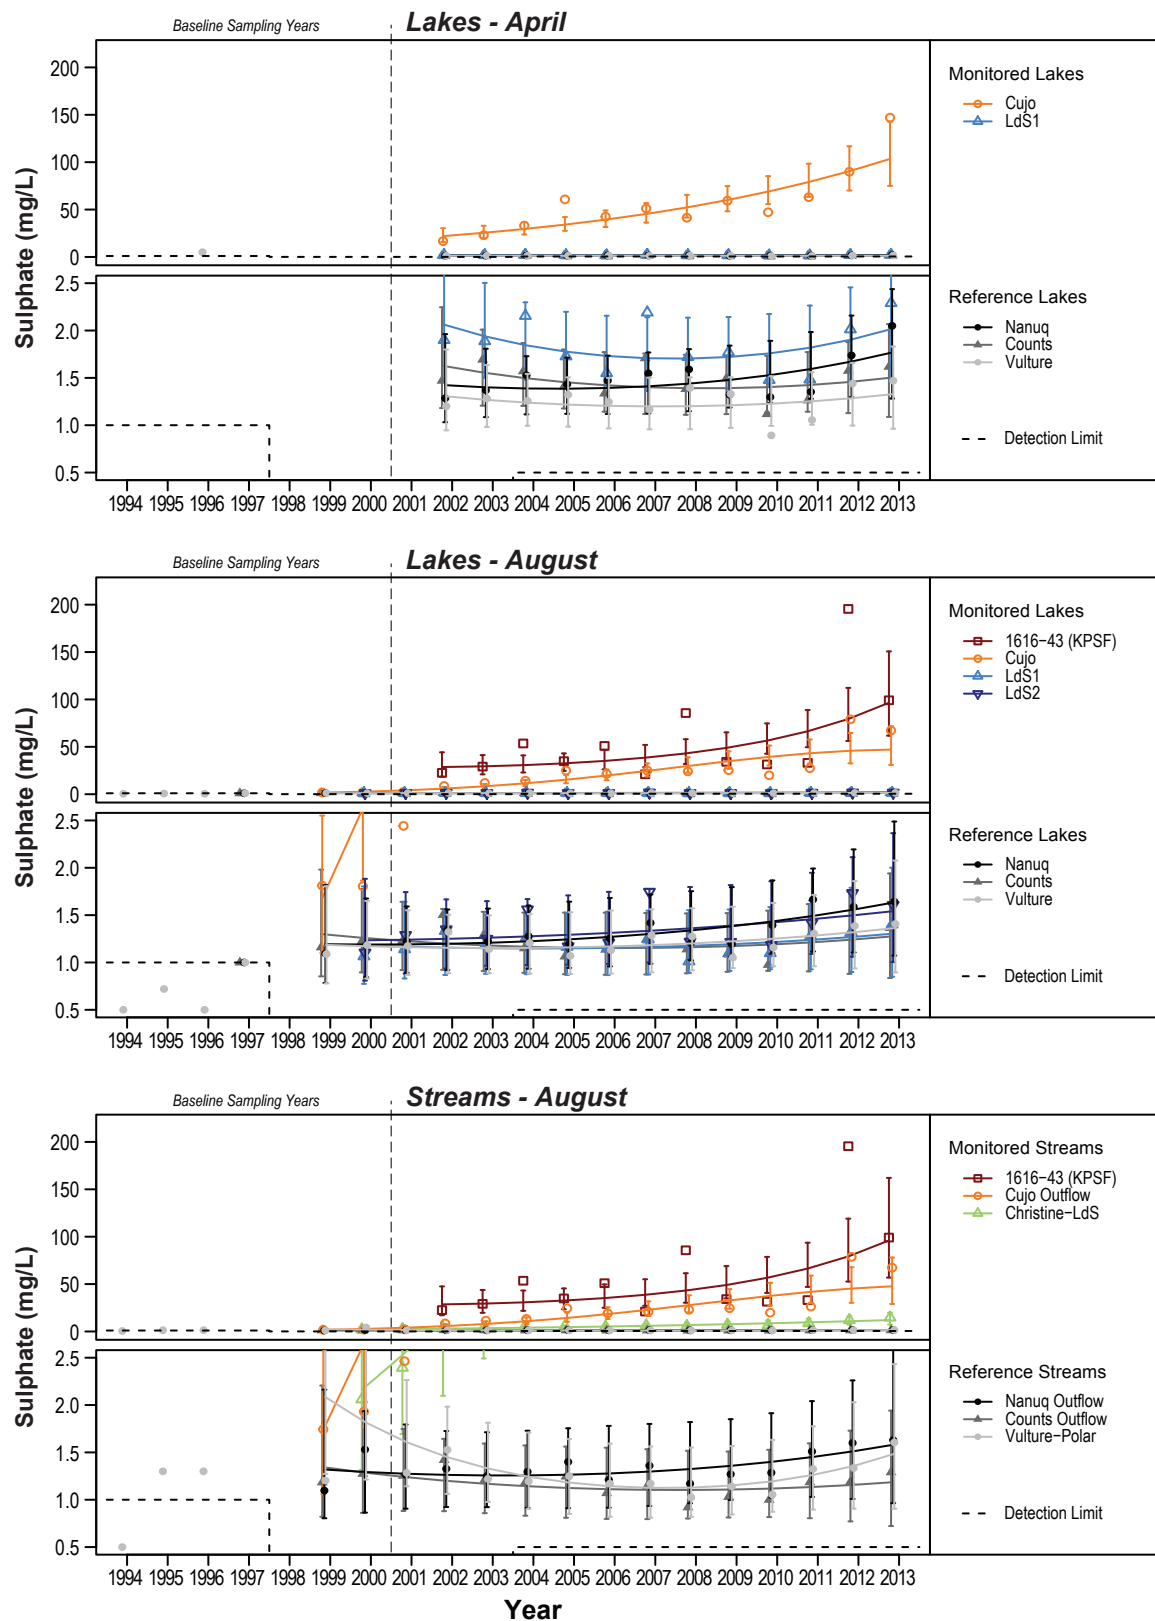 Baseline Sampling Years
Lakes - April
Sulphate (mg/L)
200
150
100
50
0
2.5
2.0
1.5
1.0
0.5
1994 1995 1996 1997 1998 1999 2000 2001 2002 2003 2004 2005 2006 2007 2008 2009 2010 2011 2012 2013
Monitored Lakes
Cujo
LdS1
Reference Lakes
Nanuq
Counts
Vulture
Detection Limit
Baseline Sampling Years
Lakes - August
Sulphate (mg/L)
200
150
100
50
0
2.5
2.0
1.5
1.0
0.5
1994 1995 1996 1997 1998 1999 2000 2001 2002 2003 2004 2005 2006 2007 2008 2009 2010 2011 2012 2013
Monitored Lakes
1616−43 (KPSF)
Cujo
LdS1
LdS2
Reference Lakes
Nanuq
Counts
Vulture
Detection Limit
Baseline Sampling Years
Streams - August
Sulphate (mg/L)
200
150
100
50
0
2.5
2.0
1.5
1.0
0.5
1994 1995 1996 1997 1998 1999 2000 2001 2002 2003 2004 2005 2006 2007 2008 2009 2010 2011 2012 2013
Year
Monitored Streams
1616−43 (KPSF)
Cujo Outflow
Christine−LdS
Reference Streams
Nanuq Outflow
Counts Outflow
Vulture−Polar
Detection Limit